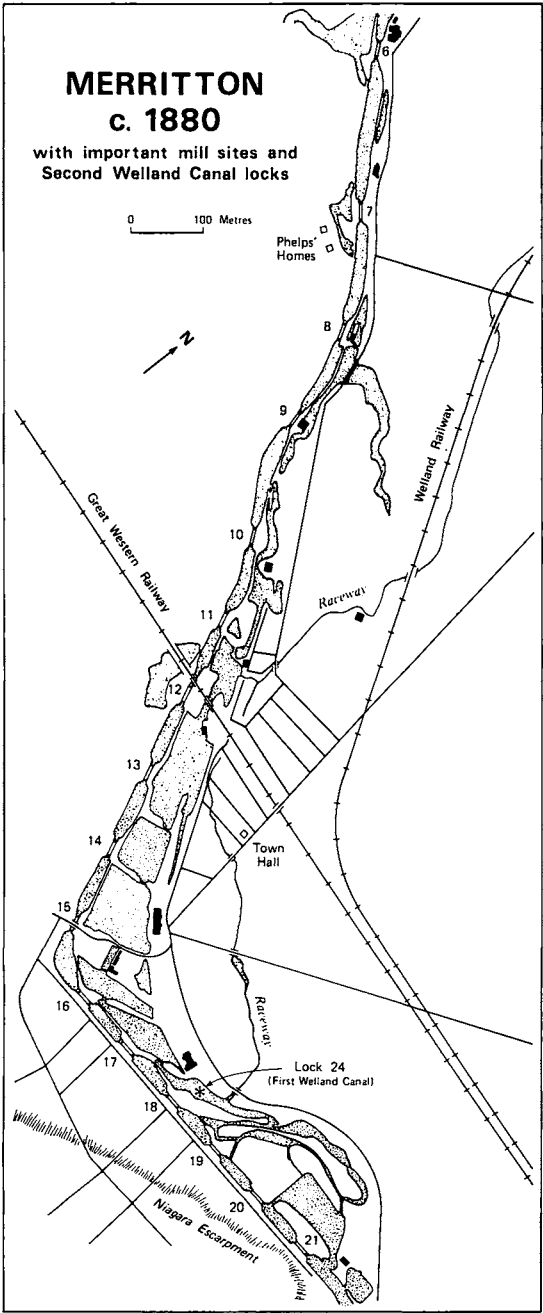 MERRITTON
c. 1880
with important mill sites and
Second Welland Canal locks
0 100 Metres
6
7
Phelps'
Homes
8
N
9
Welland Railway
Great Western Railway
10
Raceway
11
12
13
Town
Hall
14
15
16
Raceway
17
Lock 24
(First Welland Canal)
18
19
20
Niagara Escarpment
21